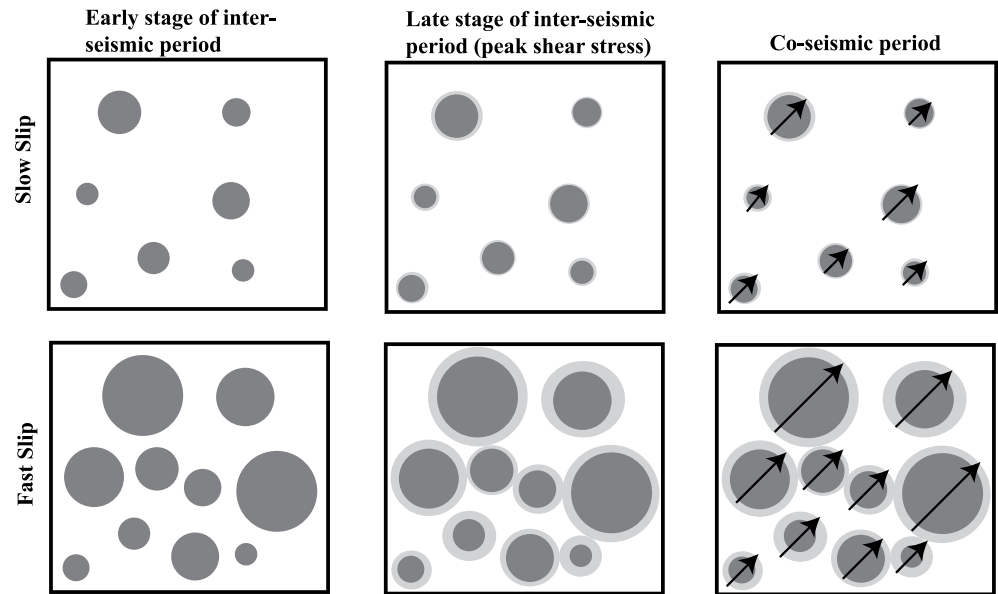 Early stage of inter-
seismic period
Late stage of inter-seismic
period (peak shear stress)
Co-seismic period
Slow Slip
Fast Slip